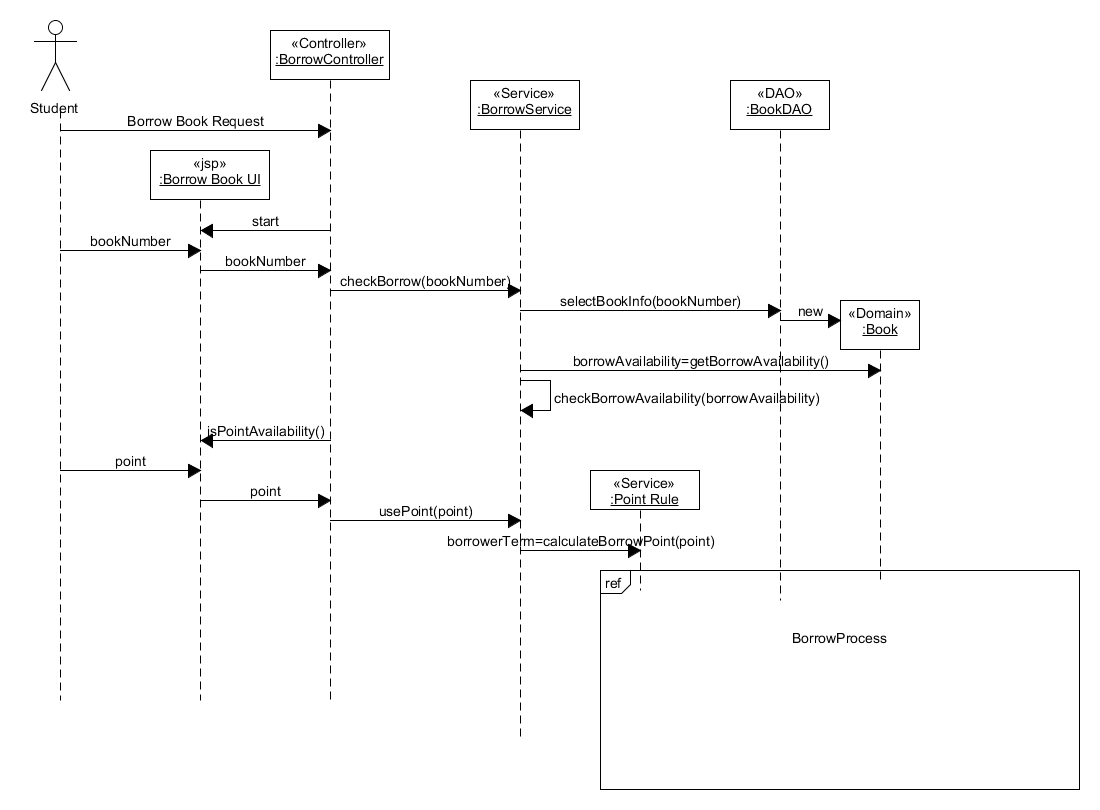 «Controller»
:BorrowController
Student
«Service»
:BorrowService
«DAO»
:BookDAO
Borrow Book Request
«jsp»
:Borrow Book UI
start
bookNumber
bookNumber
checkBorrow(bookNumber)
selectBookInfo(bookNumber)
new
«Domain»
:Book
borrowAvailability=getBorrowAvailability()
checkBorrowAvailability(borrowAvailability)
isPointAvailability()
point
point
«Service»
:Point Rule
usePoint(point)
borrowerTerm=calculateBorrowPoint(point)
ref
BorrowProcess